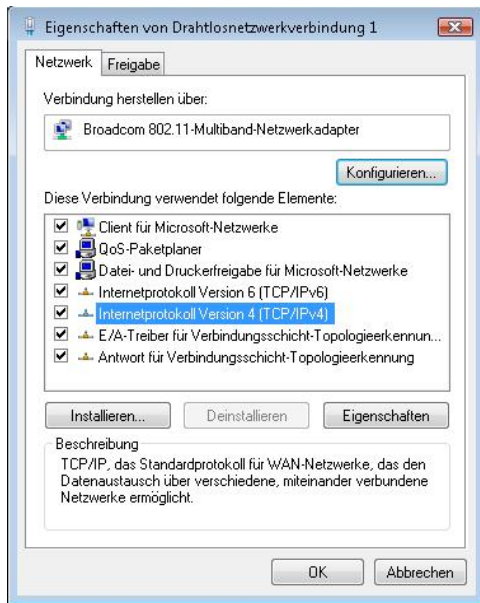 Eigenschaften von Drahtlosnetzwerkverbindung 1
Netzwerk Freigabe
Verbindung herstellen über:
Broadcom 802.11-Multiband-Netzwerkadapter
Konfigurieren...
Diese Verbindung verwendet folgende Elemente:
Client für Microsoft-Netzwerke
QoS-Paketplaner
Datei- und Druckerfreigabe für Microsoft-Netzwerke
Internetprotokoll Version 6 (TCP/IPv6)
Internetprotokoll Version 4 (TCP/IPv4)
E/A-Treiber für Verbindungsschicht-Topologieerkennun...
Antwort für Verbindungsschicht-Topologieerkennung
Installieren... Deinstallieren Eigenschaften
Beschreibung
TCP/IP, das Standardprotokoll für WAN-Netzwerke, das den
Datenaustausch über verschiedene, miteinander verbundene
Netzwerke ermöglicht.
OK Abbrechen